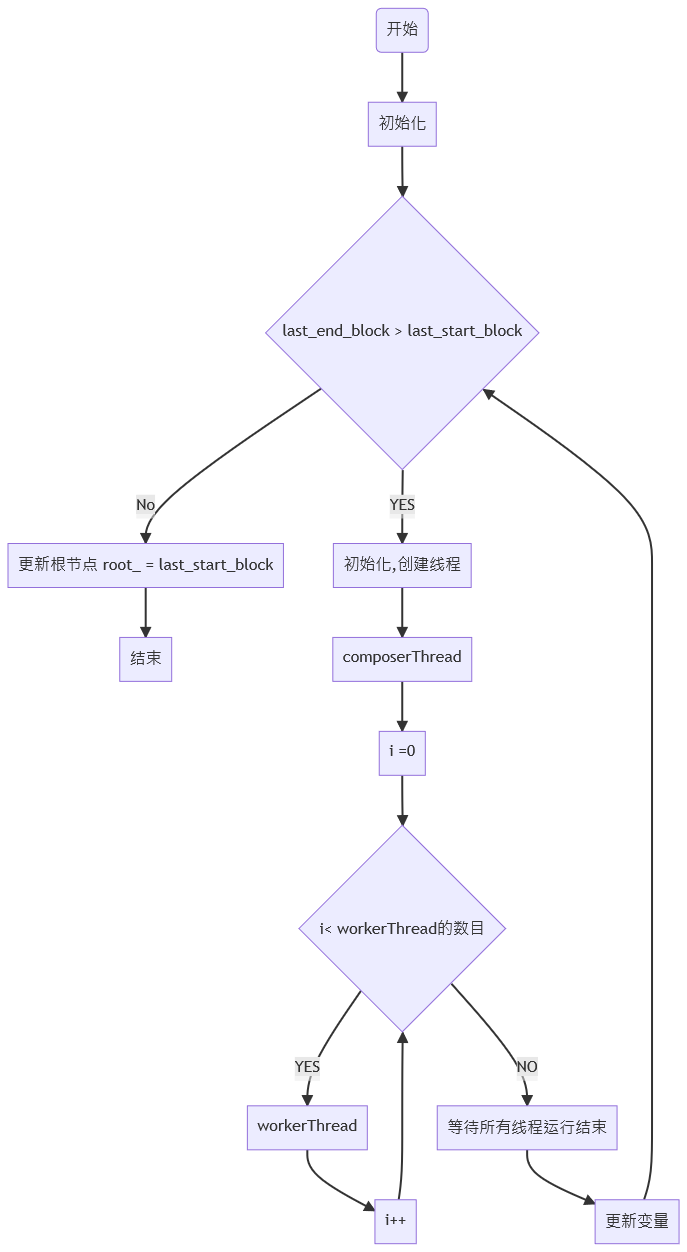 开始
初始化
last_end_block > last_start_block
No
YES
更新根节点 root_ = last_start_block
初始化,创建线程
结束
composerThread
i =0
i< workerThread的数目
YES
NO
workerThread
等待所有线程运行结束
i++
更新变量